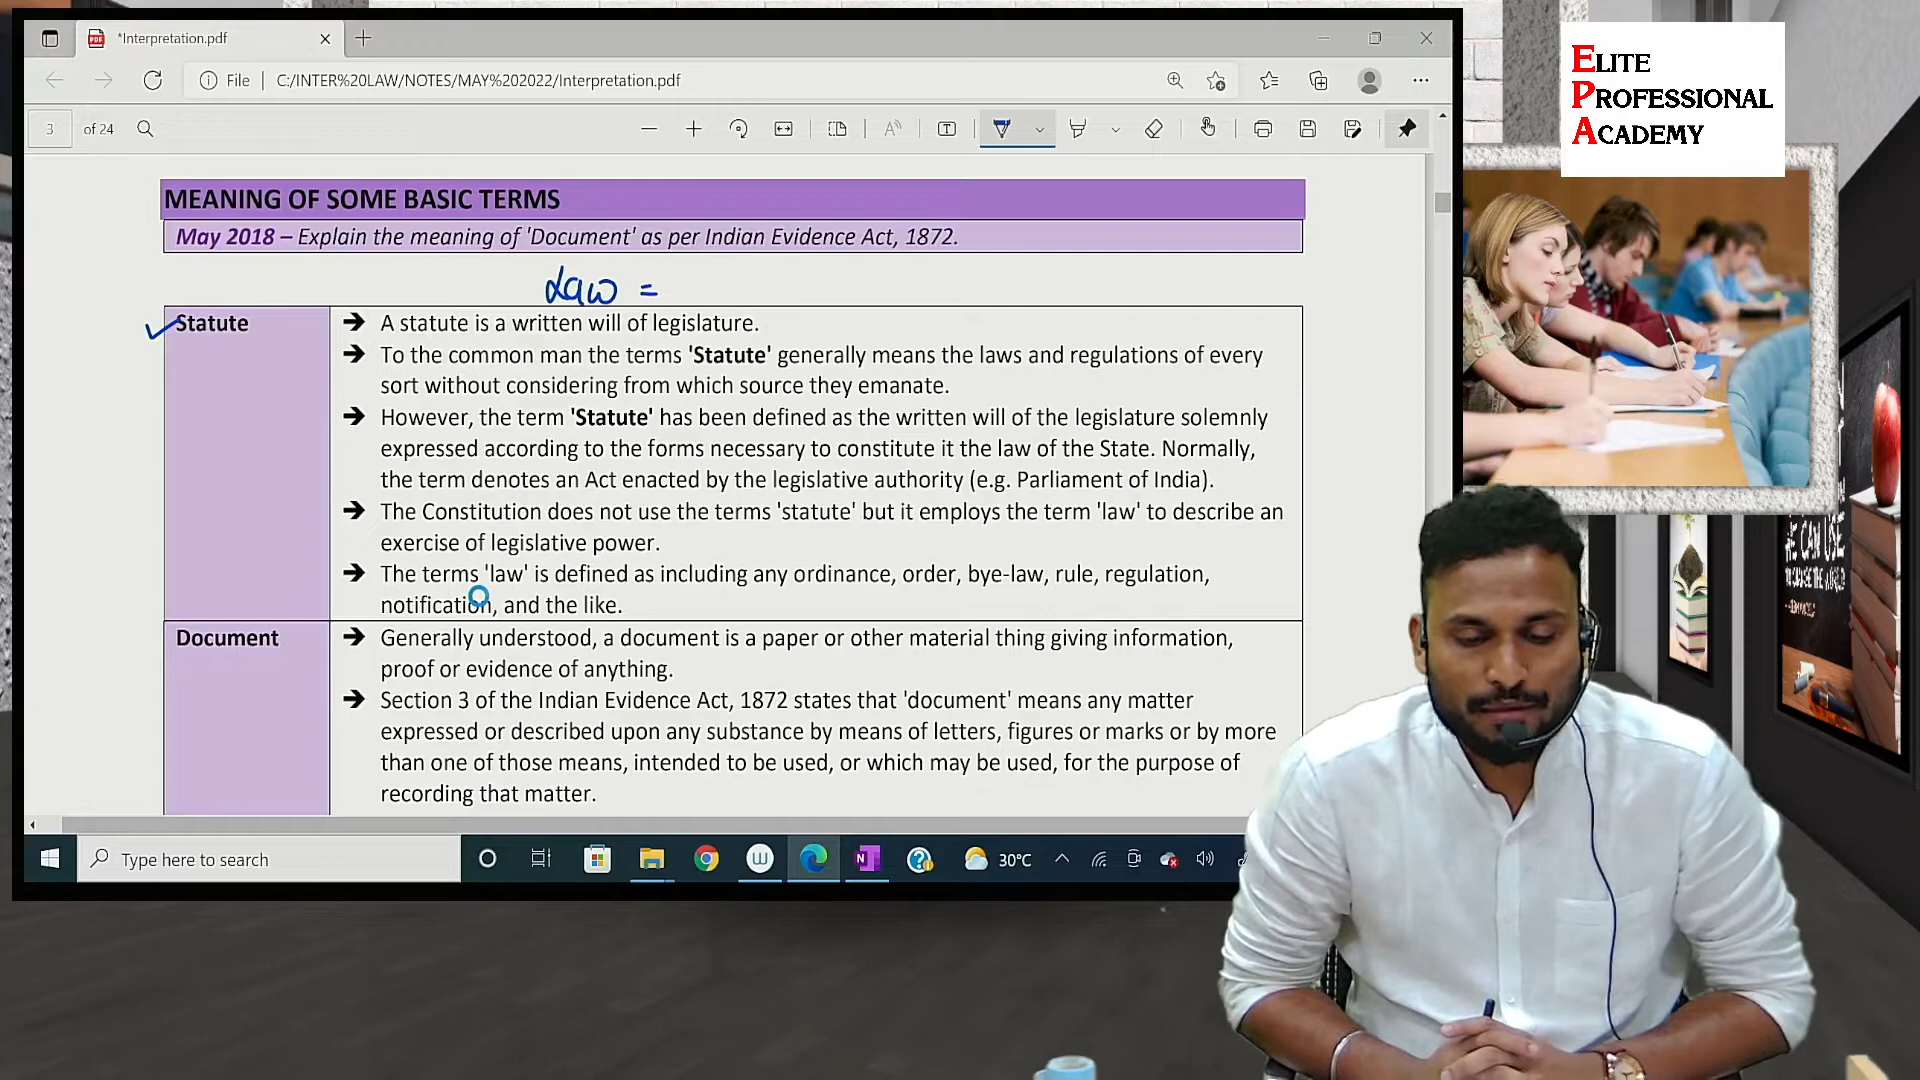 *Interpretation.pdf
File
C:/INTER%20LAW/NOTES/MAY%202022/Interpretation.pdf
3
of 24
MEANING OF SOME BASIC TERMS
May 2018 – Explain the meaning of 'Document' as per Indian Evidence Act, 1872.
Law =
Statute
➔ A statute is a written will of legislature.
➔ To the common man the terms 'Statute' generally means the laws and regulations of every
sort without considering from which source they emanate.
➔ However, the term 'Statute' has been defined as the written will of the legislature solemnly
expressed according to the forms necessary to constitute it the law of the State. Normally,
the term denotes an Act enacted by the legislative authority (e.g. Parliament of India).
➔ The Constitution does not use the terms 'statute' but it employs the term 'law' to describe an
exercise of legislative power.
➔ The terms 'law' is defined as including any ordinance, order, bye-law, rule, regulation,
notification, and the like.
Document
➔ Generally understood, a document is a paper or other material thing giving information,
proof or evidence of anything.
➔ Section 3 of the Indian Evidence Act, 1872 states that 'document' means any matter
expressed or described upon any substance by means of letters, figures or marks or by more
than one of those means, intended to be used, or which may be used, for the purpose of
recording that matter.
Type here to search
30°C
ELITE
PROFESSIONAL
ACADEMY